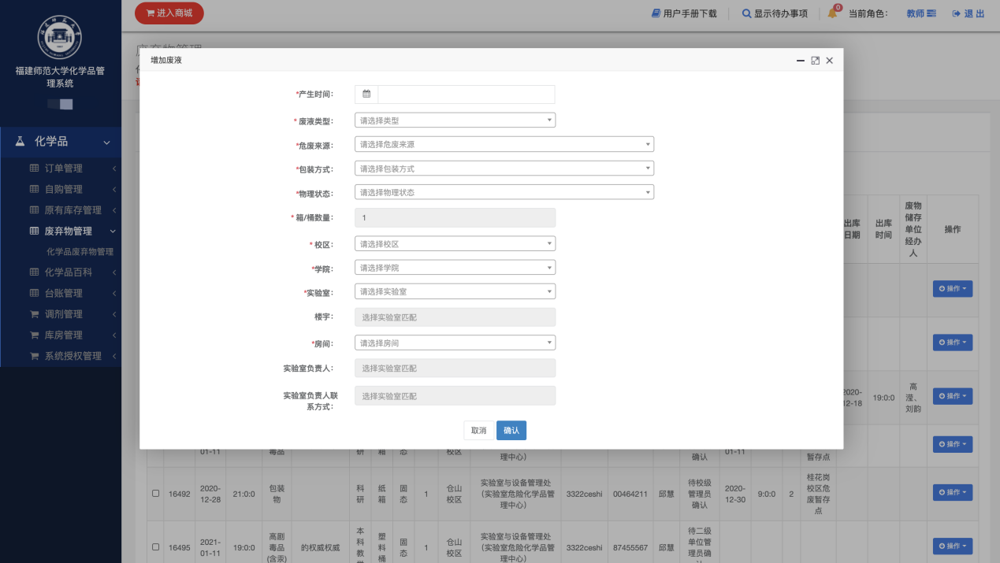 进入商城
用户手册下载
显示待办事项
0
当前角色：
教师
退 出
福建师范大学化学品管
理系统
化学品
订单管理
自购管理
原有库存管理
废弃物管理
化学品废弃物管理
化学品百科
台账管理
调剂管理
库房管理
系统授权管理
增加废液
*产生时间：
* 废液类型：
请选择类型
*危废来源：
请选择危废来源
*包装方式：
请选择包装方式
*物理状态：
请选择物理状态
* 箱/桶数量：
1
* 校区：
请选择校区
*学院：
请选择学院
*实验室：
请选择实验室
楼宇：
选择实验室匹配
*房间：
请选择房间
实验室负责人：
选择实验室匹配
实验室负责人联
系方式：
选择实验室匹配
取消
确认
出库
日期
出库
时间
废物
储存
单位
经办
人
操作
操作
操作
2020-
12-18
19:0:0
高
滢、
刘韵
操作
01-11
毒品
研
箱
态
校区
理中心）
确认
01-11
暂存点
操作
16492
2020-
12-28
21:0:0
包装
物
科
研
纸
箱
固
态
1
仓山
校区
实验室与设备管理处
（实验室危险化学品管
理中心）
3322ceshi
00464211
邱慧
待校级
管理员
确认
2020-
12-30
9:0:0
2
桂花岗
校区危
废暂存
点
操作
16495
2021-
01-11
19:0:0
高剧
毒品
(含汞)
的权威权威
本
科
教
塑
料
桶
固
态
1
仓山
校区
实验室与设备管理处
（实验室危险化学品管
理中心）
3322ceshi
87455567
邱慧
待二级
单位管
理员确
操作